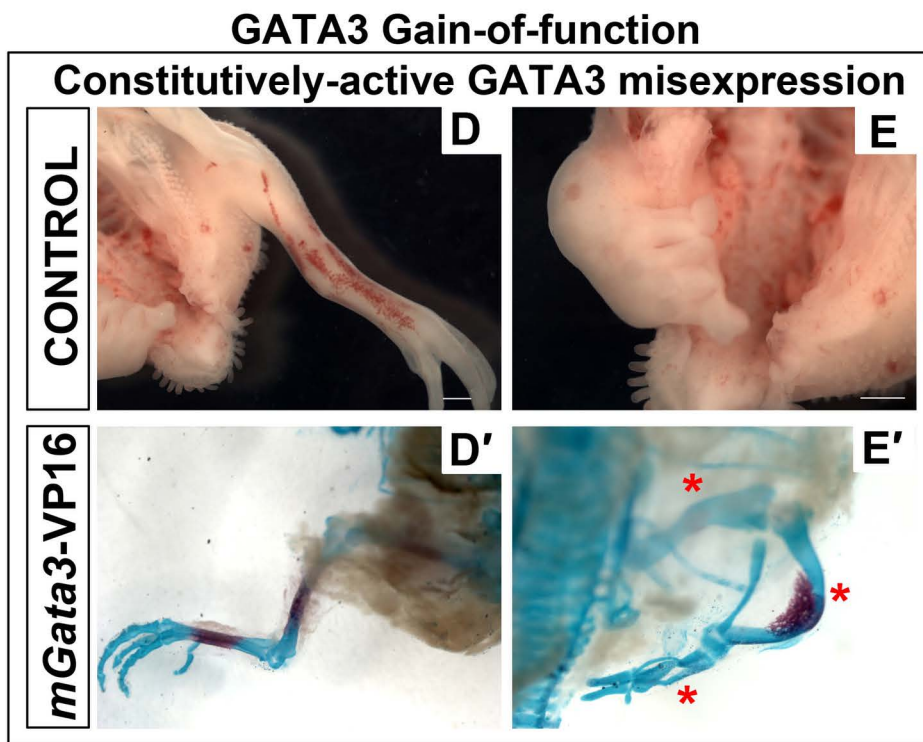 GATA3 Gain-of-function
Constitutively-active GATA3 misexpression
CONTROL
D
E
mGata3-VP16
D′
E′
*
*
*